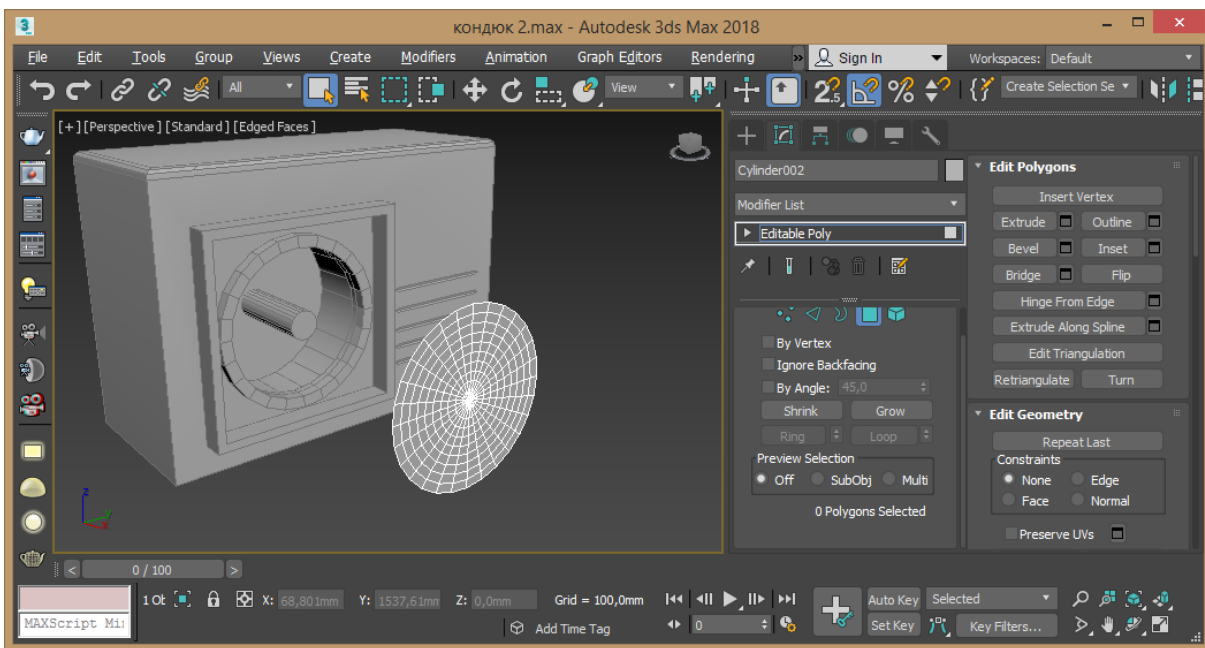 кондюк 2.max - Autodesk 3ds Max 2018
File Edit Tools Group Views Create Modifiers Animation Graph Editors Rendering » Sign In Workspaces: Default
All View 2.5 Create Selection Se
[+] [Perspective] [Standard] [Edged Faces]
Cylinder002
Modifier List
Editable Poly
By Vertex
Ignore Backfacing
By Angle: 45,0
Shrink Grow
Ring Loop
Preview Selection
Off SubObj Multi
0 Polygons Selected
Edit Polygons
Insert Vertex
Extrude Outline
Bevel Inset
Bridge Flip
Hinge From Edge
Extrude Along Spline
Edit Triangulation
Retriangulate Turn
Edit Geometry
Repeat Last
Constraints
None Edge
Face Normal
Preserve UVs
z
y
x
< 0 / 100 >
1 Ob X: 68,801mm Y: 1537,61mm Z: 0,0mm Grid = 100,0mm Auto Key Selected
MAXScript Mi Add Time Tag 0 Set Key Key Filters...